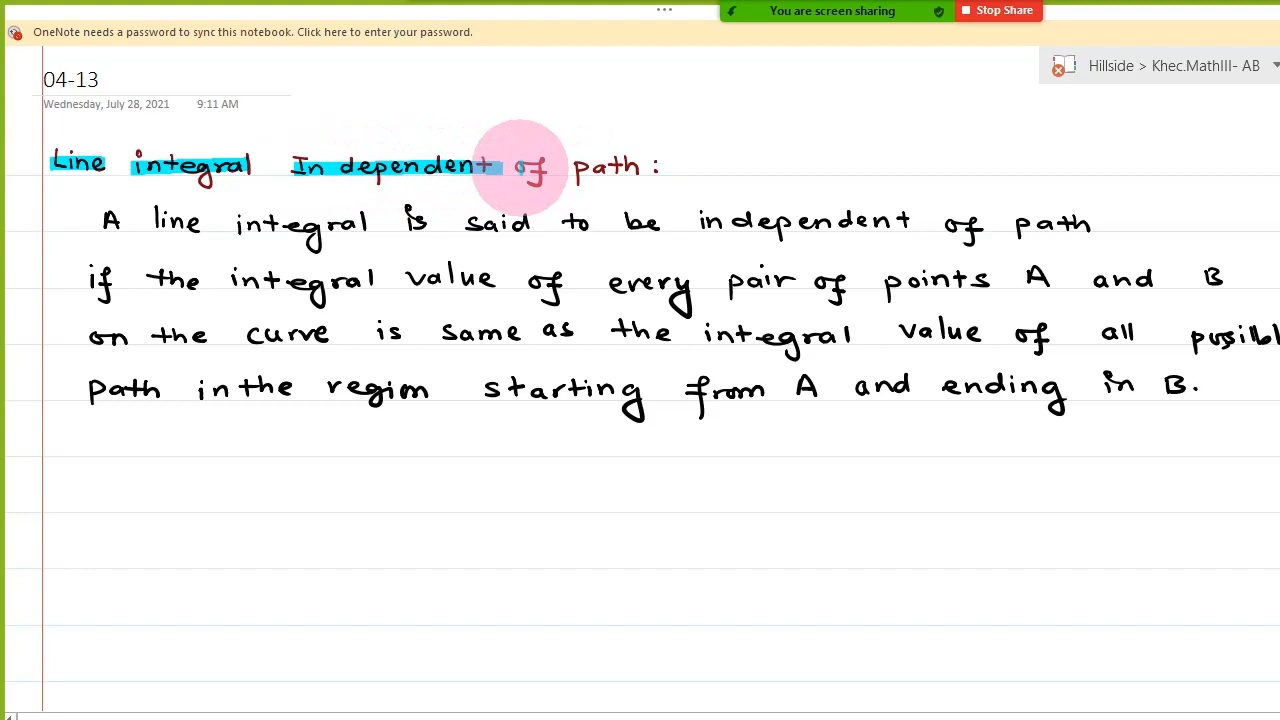 You are screen sharing
Stop Share
OneNote needs a password to sync this notebook. Click here to enter your password.
Hillside > Khec.MathIII- AB
04-13
Wednesday, July 28, 2021 9:11 AM
Line integral In dependent of path :
A line integral is said to be independent of path
if the integral value of every pair of points A and B
on the curve is same as the integral value of all
path in the region starting from A and ending in B.